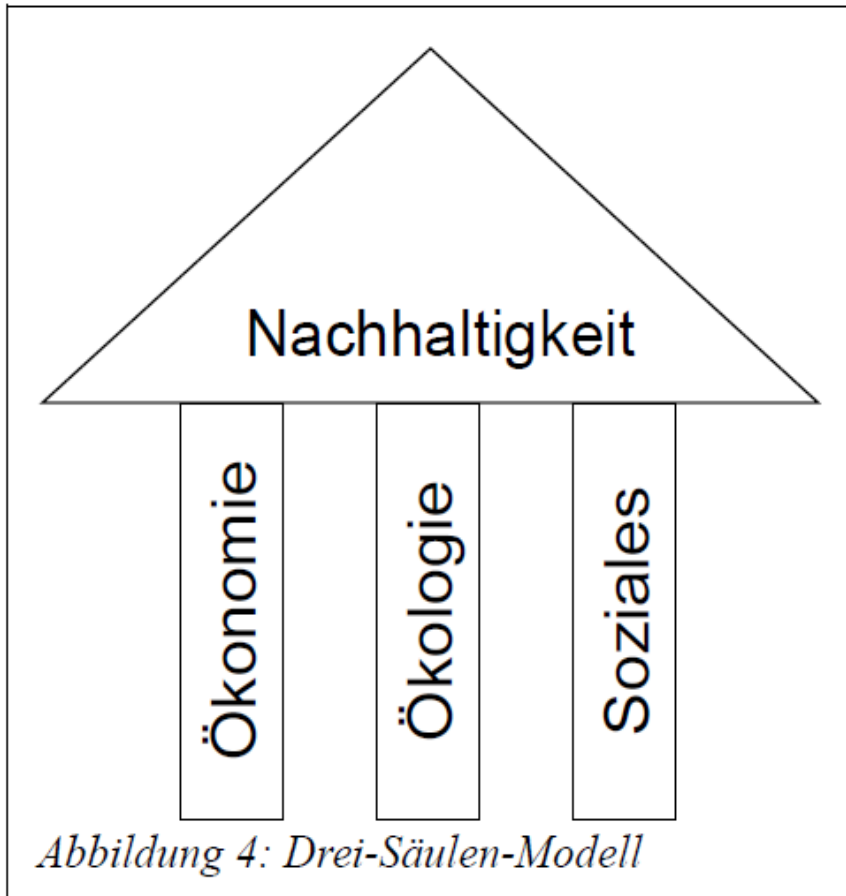 Nachhaltigkeit
Ökonomie
Ökologie
Soziales
Abbildung 4: Drei-Säulen-Modell